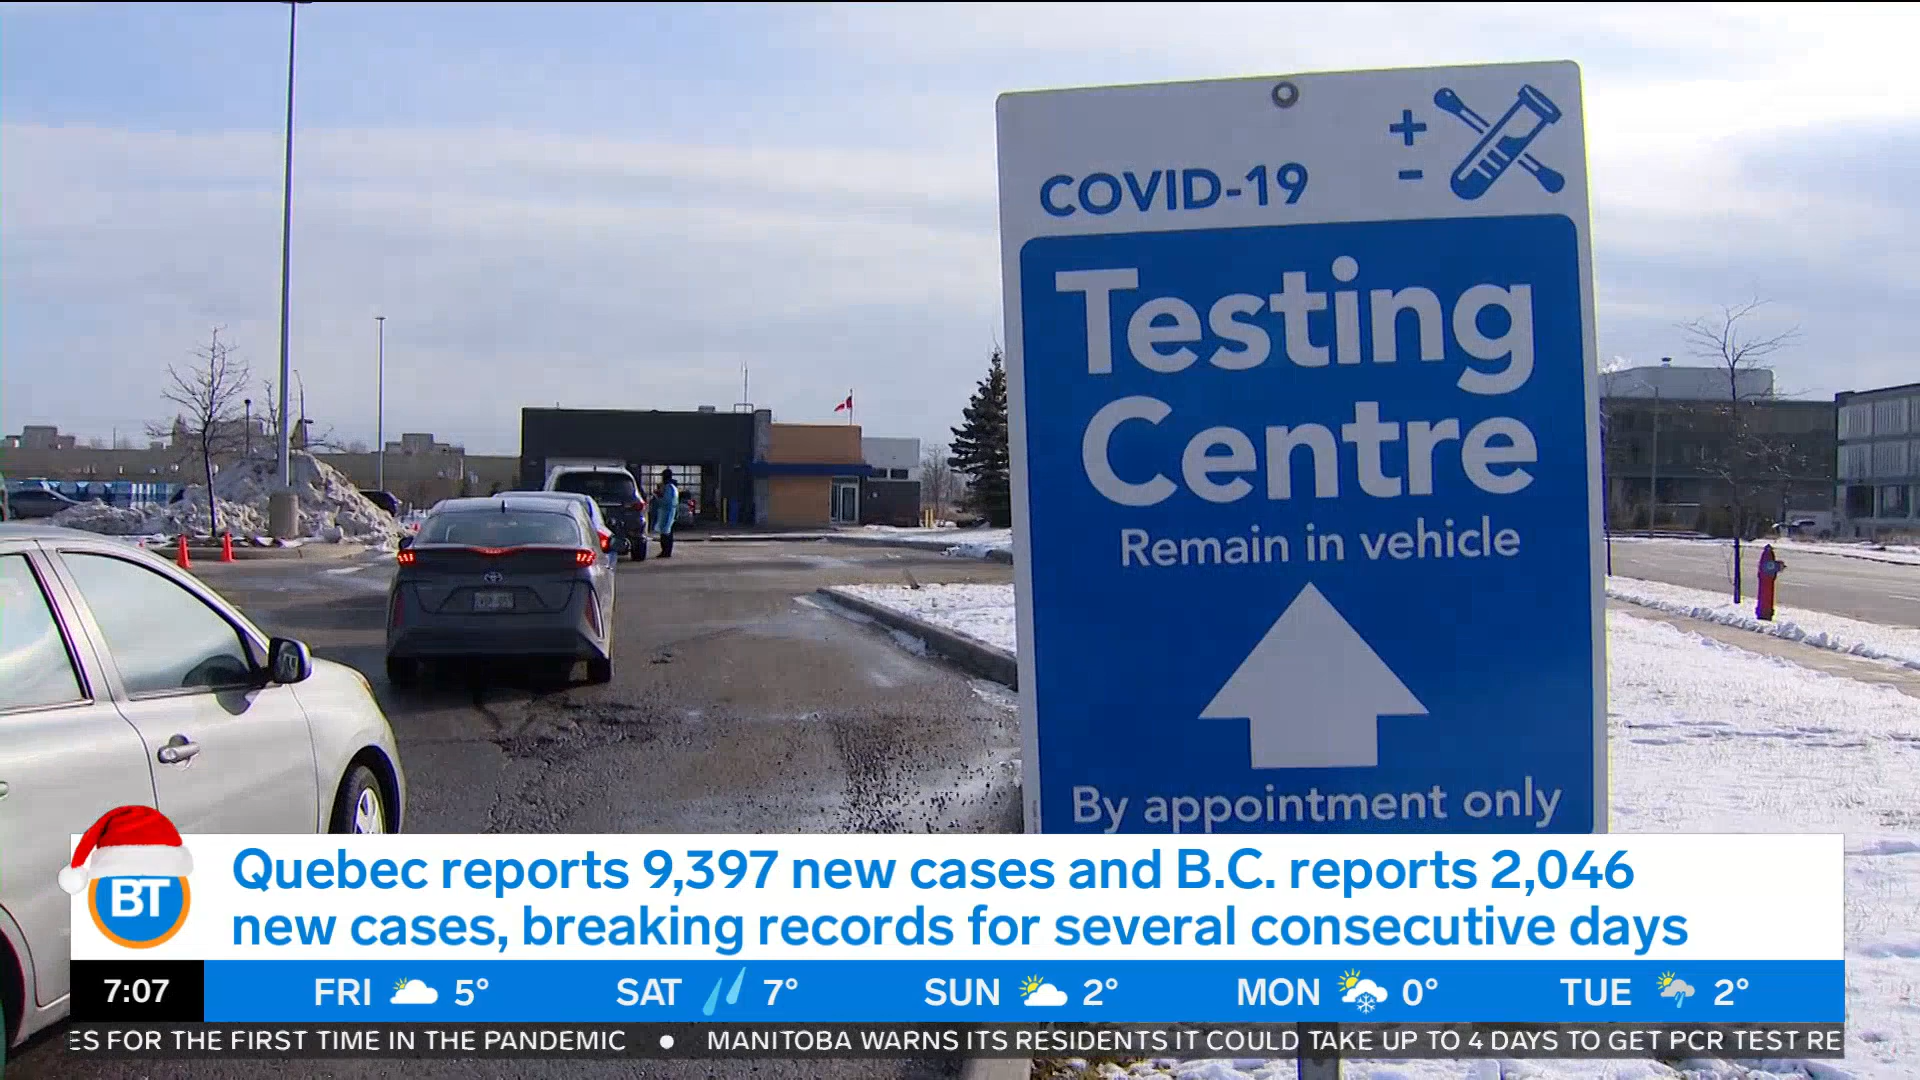 COVID-19
+
-
Testing
Centre
Remain in vehicle
By appointment only
BT
Quebec reports 9,397 new cases and B.C. reports 2,046
new cases, breaking records for several consecutive days
7:07 FRI 5° SAT 7° SUN 2° MON 0° TUE 2°
ES FOR THE FIRST TIME IN THE PANDEMIC • MANITOBA WARNS ITS RESIDENTS IT COULD TAKE UP TO 4 DAYS TO GET PCR TEST RE